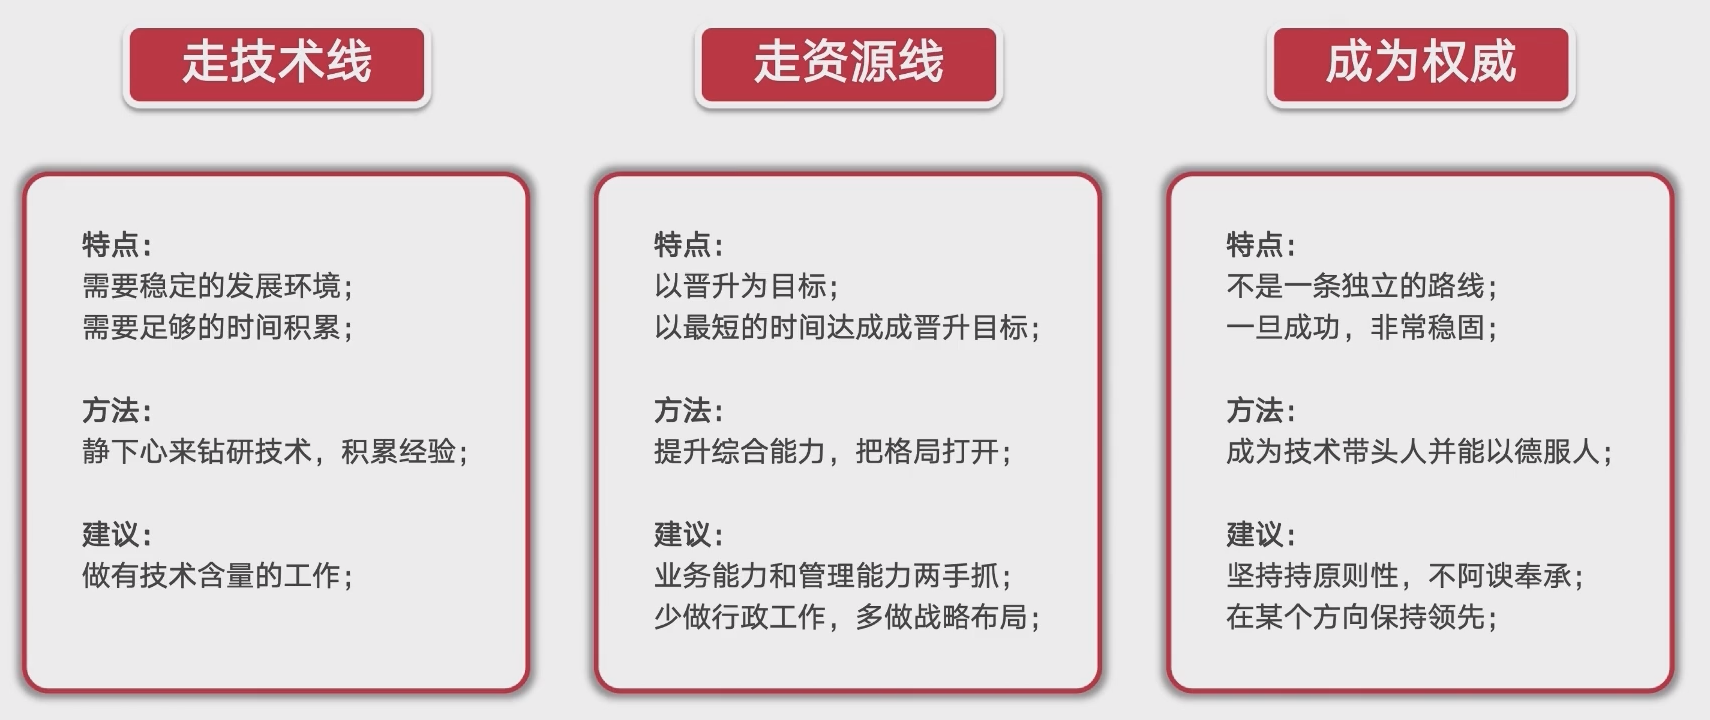 走技术线
特点：
需要稳定的发展环境；
需要足够的时间积累；
方法：
静下心来钻研技术，积累经验；
建议：
做有技术含量的工作；
走资源线
特点：
以晋升为目标；
以最短的时间达成成晋升目标；
方法：
提升综合能力，把格局打开；
建议：
业务能力和管理能力两手抓；
少做行政工作，多做战略布局；
成为权威
特点：
不是一条独立的路线；
一旦成功，非常稳固；
方法：
成为技术带头人并能以德服人；
建议：
坚持持原则性，不阿谀奉承；
在某个方向保持领先；